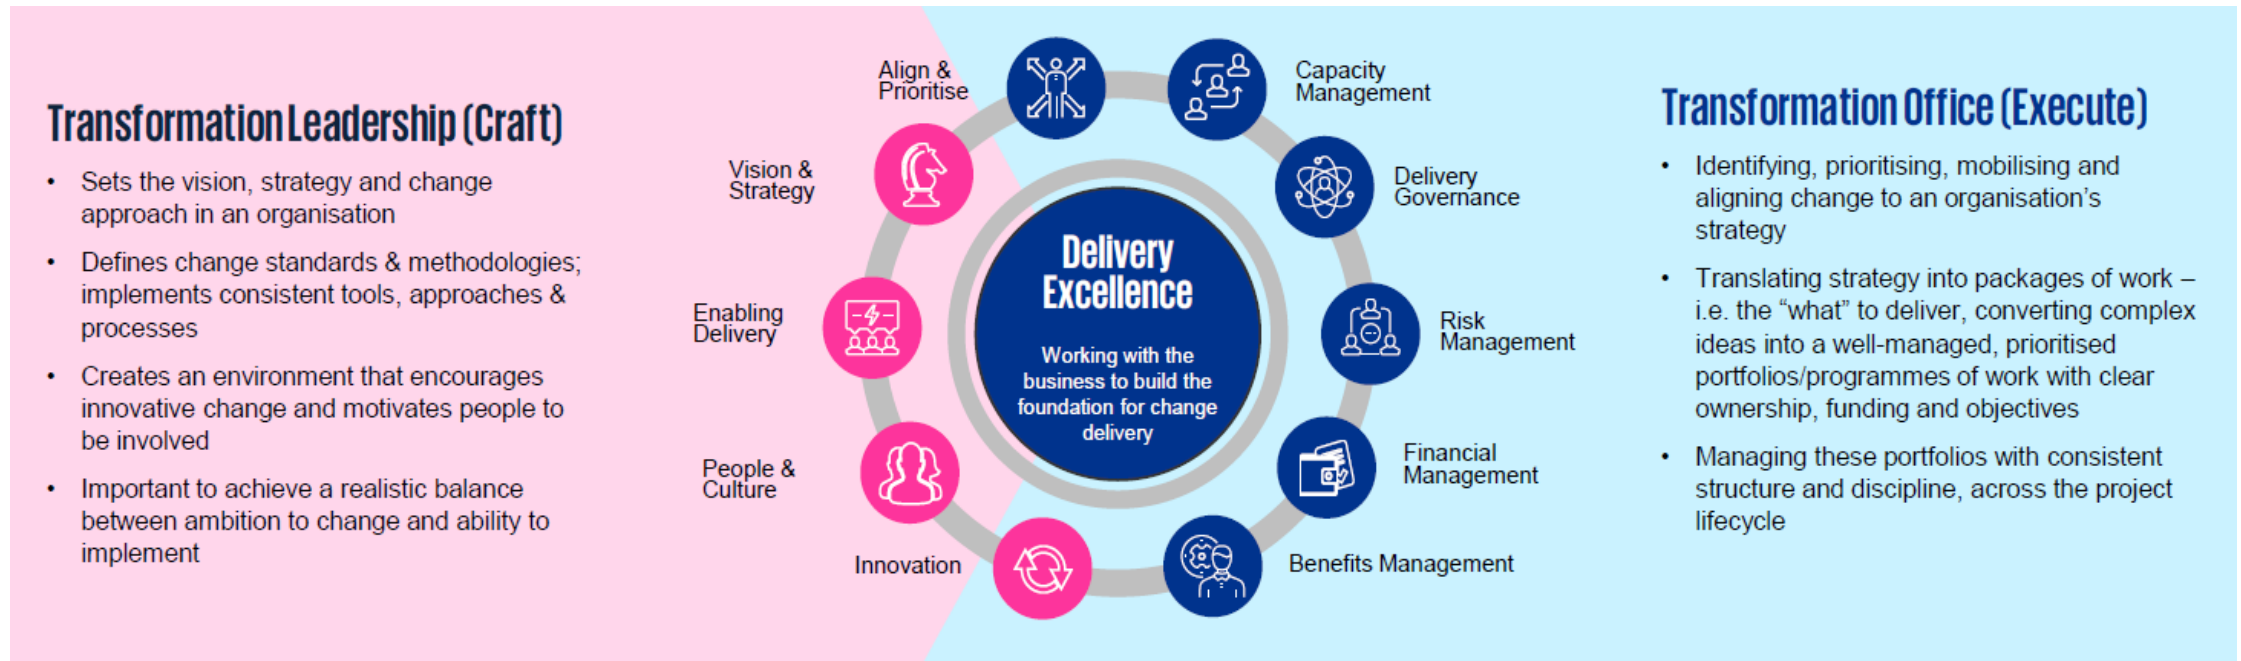 Transformation Leadership (Craft)
• Sets the vision, strategy and change
approach in an organisation
• Defines change standards & methodologies;
implements consistent tools, approaches &
processes
• Creates an environment that encourages
innovative change and motivates people to
be involved
• Important to achieve a realistic balance
between ambition to change and ability to
implement
Align &
Prioritise
Vision &
Strategy
Enabling
Delivery
People &
Culture
Innovation
Delivery
Excellence
Working with the
business to build the
foundation for change
delivery
Capacity
Management
Delivery
Governance
Risk
Management
Financial
Management
Benefits Management
Transformation Office (Execute)
• Identifying, prioritising, mobilising and
aligning change to an organisation’s
strategy
• Translating strategy into packages of work –
i.e. the “what” to deliver, converting complex
ideas into a well-managed, prioritised
portfolios/programmes of work with clear
ownership, funding and objectives
• Managing these portfolios with consistent
structure and discipline, across the project
lifecycle